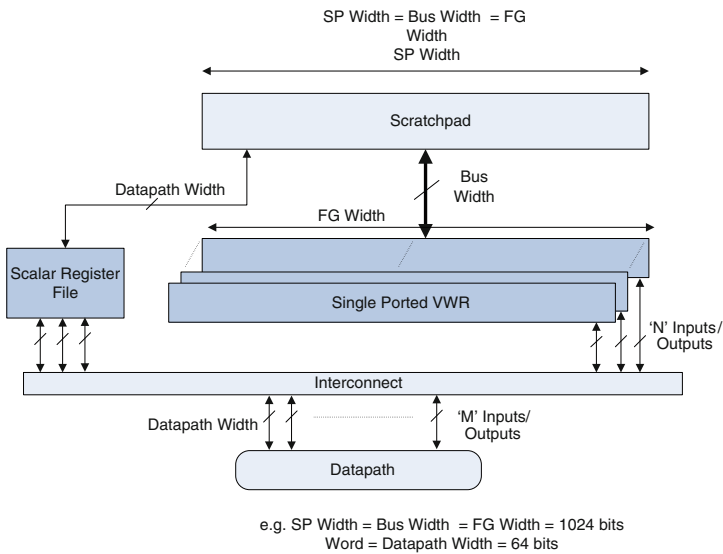 SP Width = Bus Width = FG
Width
SP Width
Scratchpad
Datapath Width
Bus
Width
FG Width
Scalar Register
File
Single Ported VWR
'N' Inputs/
Outputs
Interconnect
Datapath Width
'M' Inputs/
Outputs
Datapath
e.g. SP Width = Bus Width = FG Width = 1024 bits
Word = Datapath Width = 64 bits